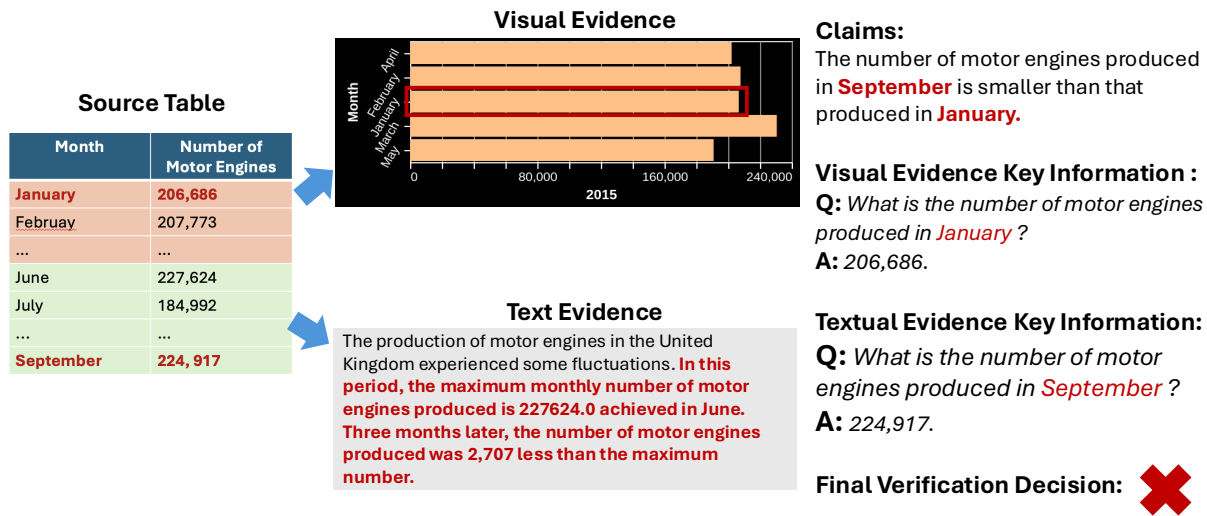 Source Table
Month Number of
Motor Engines
January 206,686
Februay 207,773
... ...
June 227,624
July 184,992
... ...
September 224, 917
Visual Evidence
Month
April
February
January
March
May
0 80,000 160,000 240,000
2015
Text Evidence
The production of motor engines in the United
Kingdom experienced some fluctuations. In this
period, the maximum monthly number of motor
engines produced is 227624.0 achieved in June.
Three months later, the number of motor engines
produced was 2,707 less than the maximum
number.
Claims:
The number of motor engines produced
in September is smaller than that
produced in January.
Visual Evidence Key Information :
Q: What is the number of motor engines
produced in January ?
A: 206,686.
Textual Evidence Key Information:
Q: What is the number of motor
engines produced in September ?
A: 224,917.
Final Verification Decision: